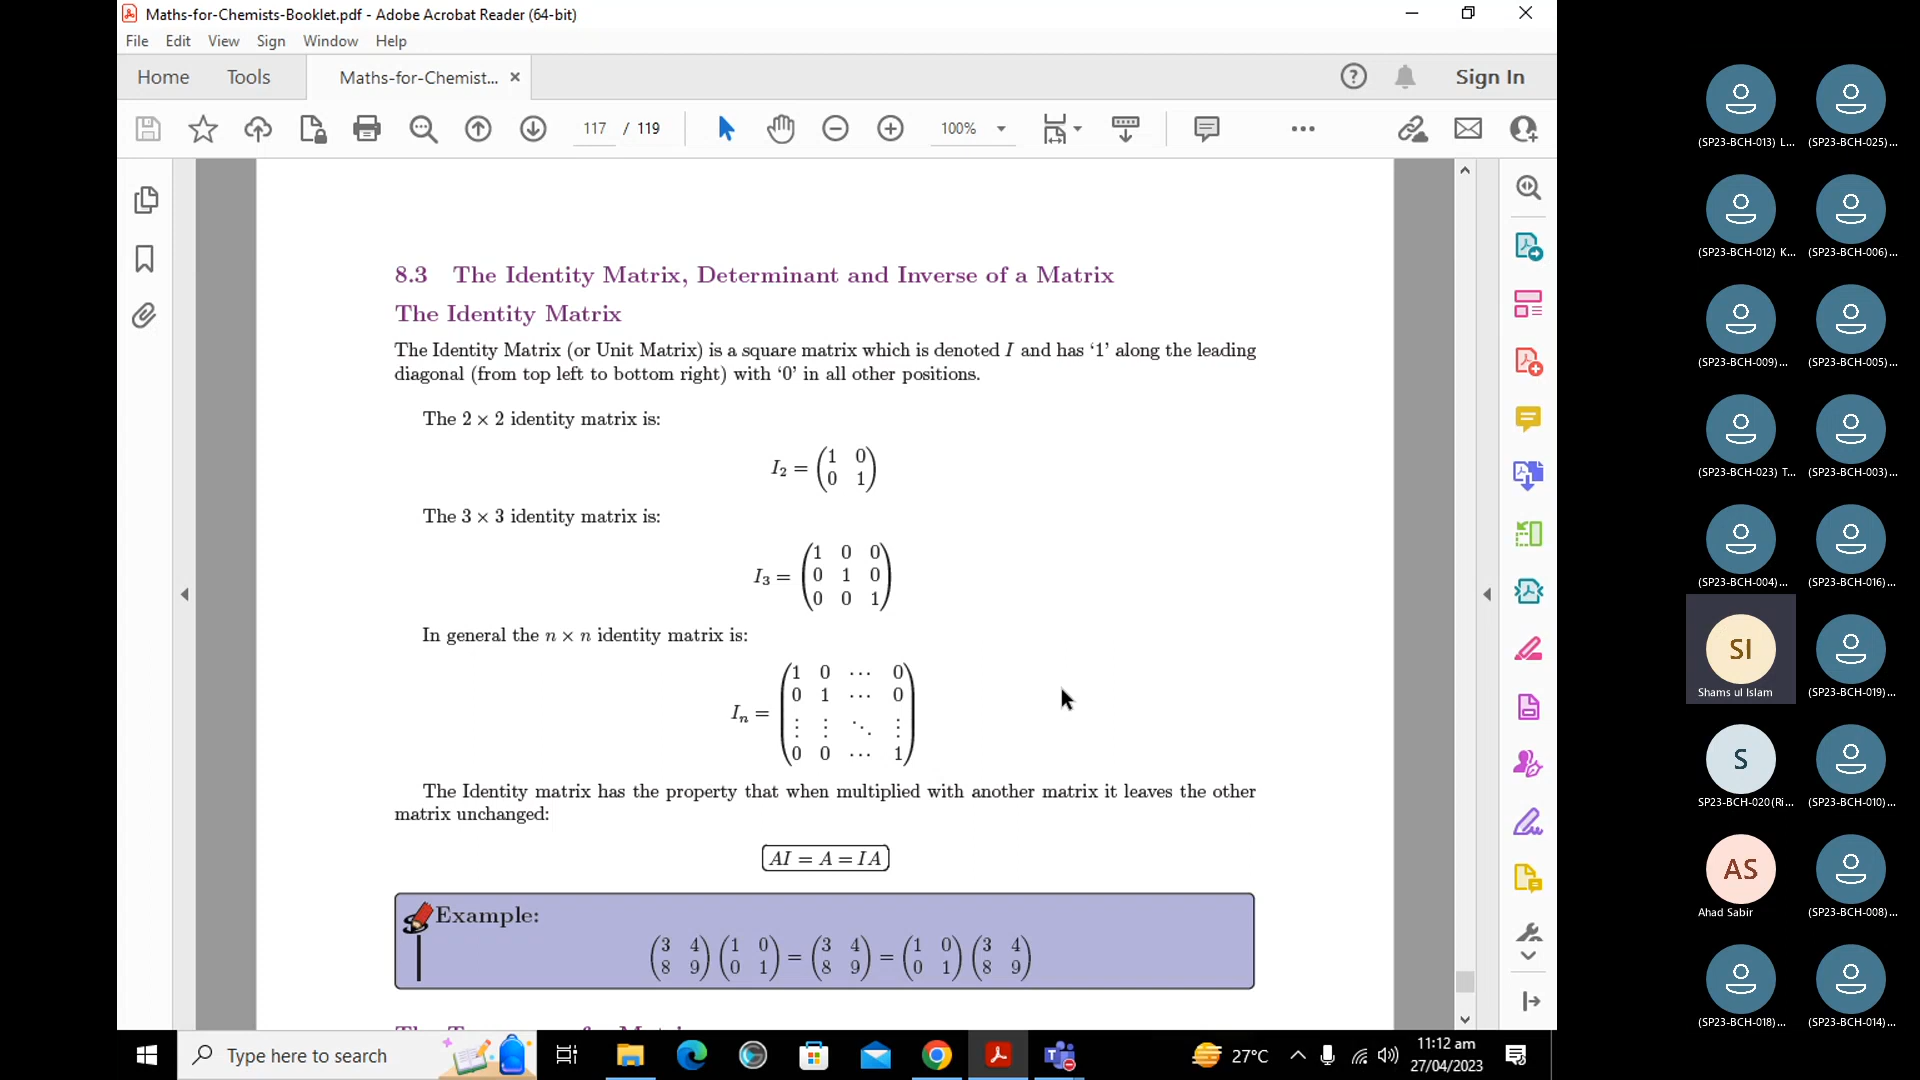 Maths-for-Chemists-Booklet.pdf - Adobe Acrobat Reader (64-bit)
File Edit View Sign Window Help
Home Tools Maths-for-Chemist... × Sign In
117 / 119 100%
8.3 The Identity Matrix, Determinant and Inverse of a Matrix
The Identity Matrix
The Identity Matrix (or Unit Matrix) is a square matrix which is denoted I and has ‘1’ along the leading
diagonal (from top left to bottom right) with ‘0’ in all other positions.
The 2 × 2 identity matrix is:
I₂ = (1 0
0 1)
The 3 × 3 identity matrix is:
I₃ = (1 0 0
0 1 0
0 0 1)
In general the n × n identity matrix is:
Iₙ = (1 0 ⋯ 0
0 1 ⋯ 0
⋮ ⋮ ⋱ ⋮
0 0 ⋯ 1)
The Identity matrix has the property that when multiplied with another matrix it leaves the other
matrix unchanged:
AI = A = IA
Example:
(3 4 (1 0 = (3 4 = (1 0 (3 4
8 9) 0 1) 8 9) 0 1) 8 9)
Type here to search
27°C
11:12 am
27/04/2023
(SP23-BCH-013) L... (SP23-BCH-025)...
(SP23-BCH-012) K... (SP23-BCH-006)...
(SP23-BCH-009)... (SP23-BCH-005)...
(SP23-BCH-023) T... (SP23-BCH-003)...
(SP23-BCH-004)... (SP23-BCH-016)...
SI
Shams ul Islam (SP23-BCH-019)...
S
SP23-BCH-020(Ri... (SP23-BCH-010)...
AS
Ahad Sabir (SP23-BCH-008)...
(SP23-BCH-018)... (SP23-BCH-014)...